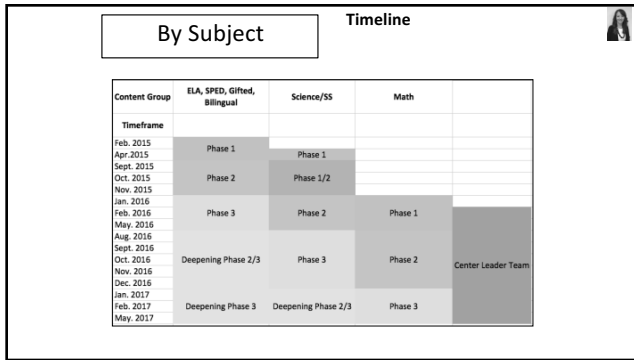 Timeline
By Subject
Content Group
ELA, SPED, Gifted,
Bilingual
Science/SS
Math
Timeframe
Feb. 2015
Phase 1
Apr.2015
Phase 1
Sept. 2015
Oct. 2015
Phase 2
Phase 1/2
Nov. 2015
Jan. 2016
Feb. 2016
Phase 3
Phase 2
Phase 1
May. 2016
Aug. 2016
Sept. 2016
Oct. 2016
Deepening Phase 2/3
Phase 3
Phase 2
Center Leader Team
Nov. 2016
Dec. 2016
Jan. 2017
Feb. 2017
Deepening Phase 3
Deepening Phase 2/3
Phase 3
May. 2017